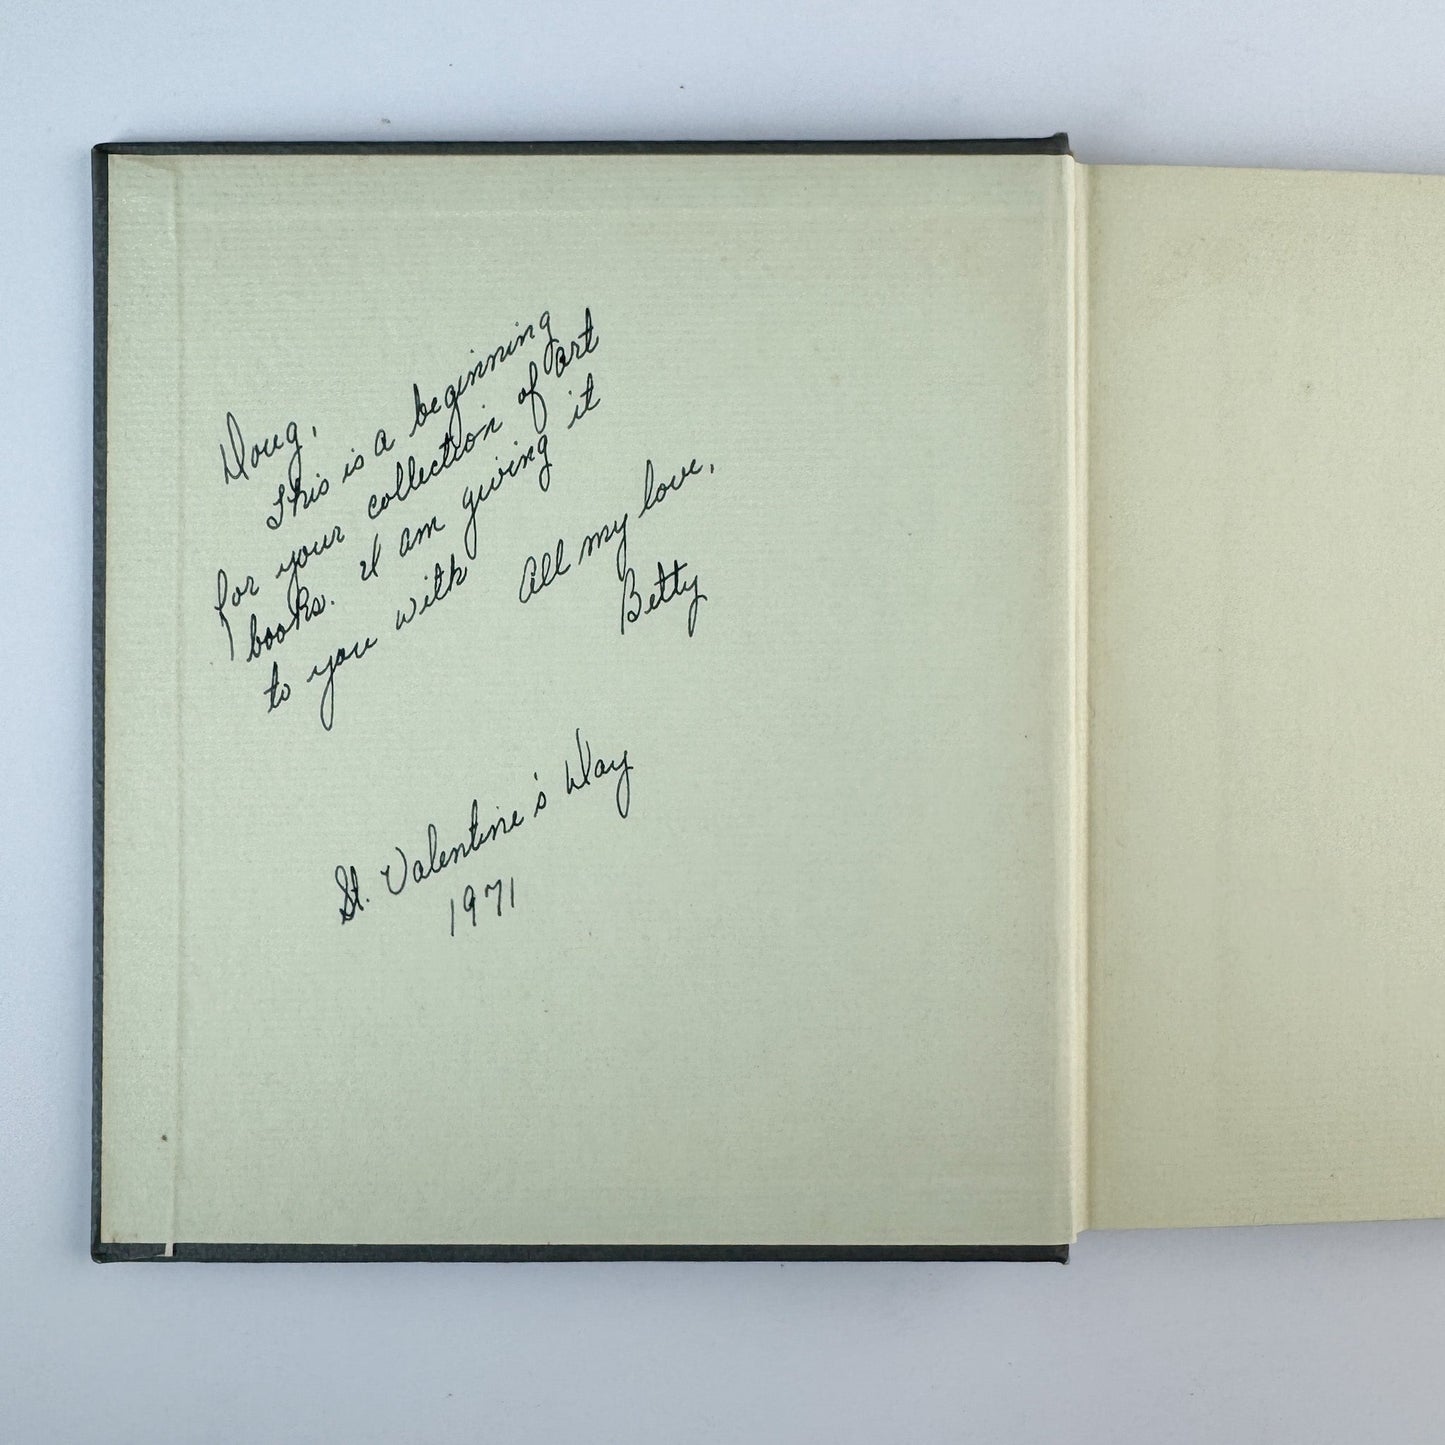 Doug,
This is a beginning
for your collection of art
books. I am giving it
to you with
All my love,
Betty
St. Valentine's Day
1971